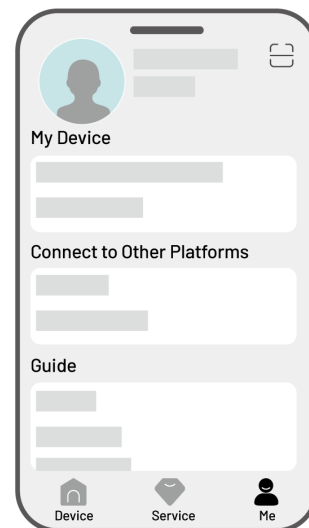 My Device
Connect to Other Platforms
Guide
Device
Service
Me